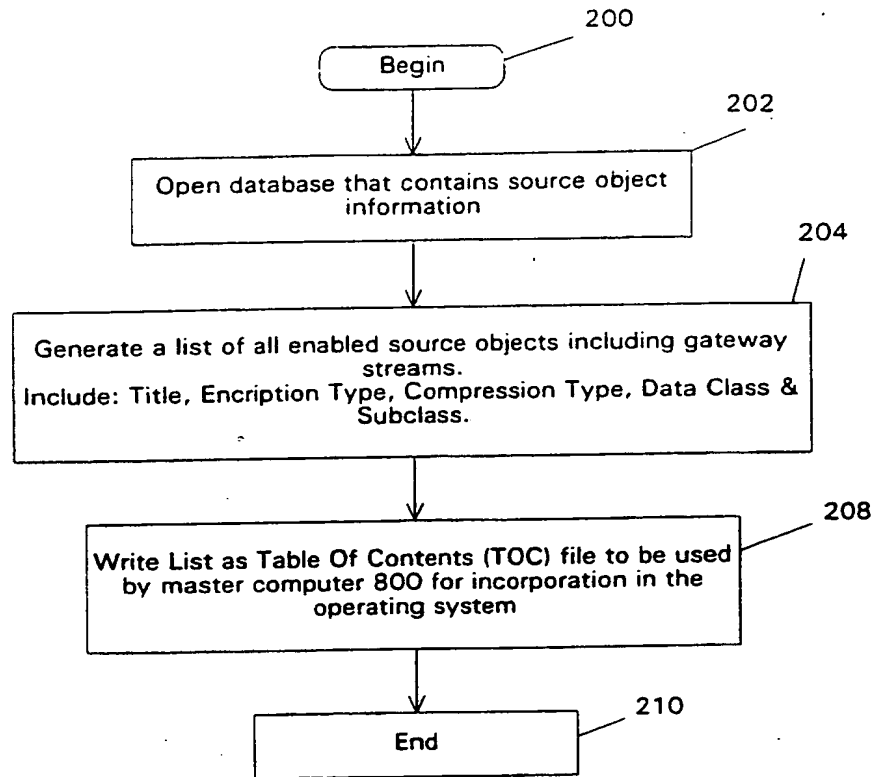 200
Begin
202
Open database that contains source object
information
204
Generate a list of all enabled source objects including gateway
streams.
Include: Title, Encription Type, Compression Type, Data Class &
Subclass.
208
Write List as Table Of Contents (TOC) file to be used
by master computer 800 for incorporation in the
operating system
210
End